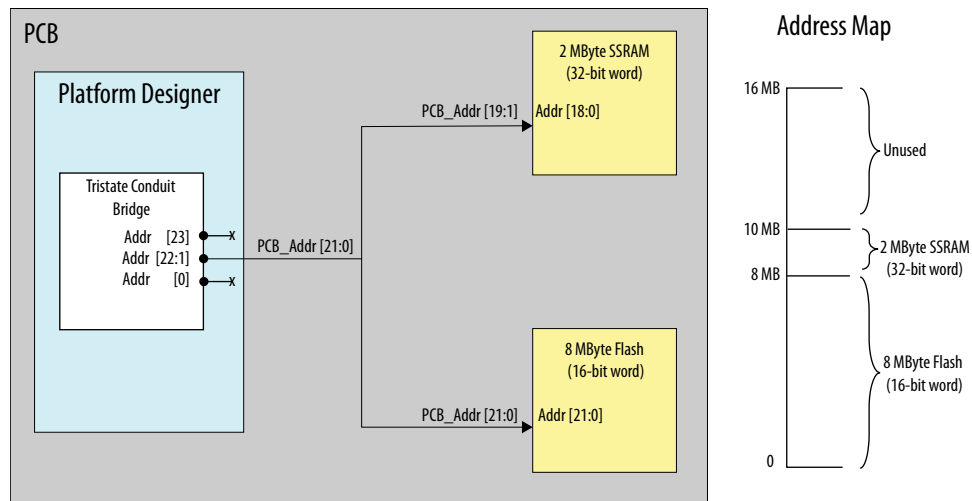 PCB
Platform Designer
Tristate Conduit
Bridge
Addr [23]
x
Addr [22:1]
Addr [0]
x
PCB_Addr [21:0]
PCB_Addr [19:1]
2 MByte SSRAM
(32-bit word)
Addr [18:0]
PCB_Addr [21:0]
8 MByte Flash
(16-bit word)
Addr [21:0]
Address Map
16 MB
Unused
10 MB
2 MByte SSRAM
(32-bit word)
8 MB
8 MByte Flash
(16-bit word)
0